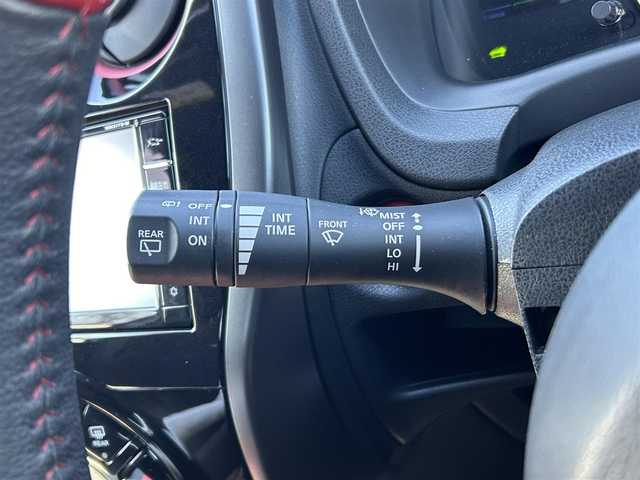 OFF
INT
ON
REAR
INT
TIME
FRONT
MIST
OFF
INT
LO
HI
REAR